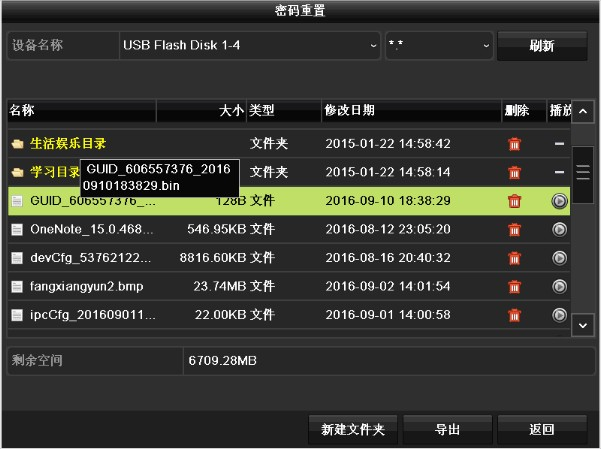 密码重置
设备名称 USB Flash Disk 1-4 *.* 刷新
名称 大小 类型 修改日期 删除 播放
生活娱乐目录 文件夹 2015-01-22 14:58:42 —
学习目录 文件夹 2015-01-22 14:58:14 —
GUID_606557376_2016
0910183829.bin
GUID_606557376_... 128B 文件 2016-09-10 18:38:29
OneNote_15.0.468... 546.95KB 文件 2016-08-12 23:05:20
devCfg_53762122... 8816.60KB 文件 2016-08-16 20:40:32
fangxiangyun2.bmp 23.74MB 文件 2016-09-02 14:01:54
ipcCfg_201609011... 22.00KB 文件 2016-09-01 14:00:58
剩余空间 6709.28MB
新建文件夹 导出 返回